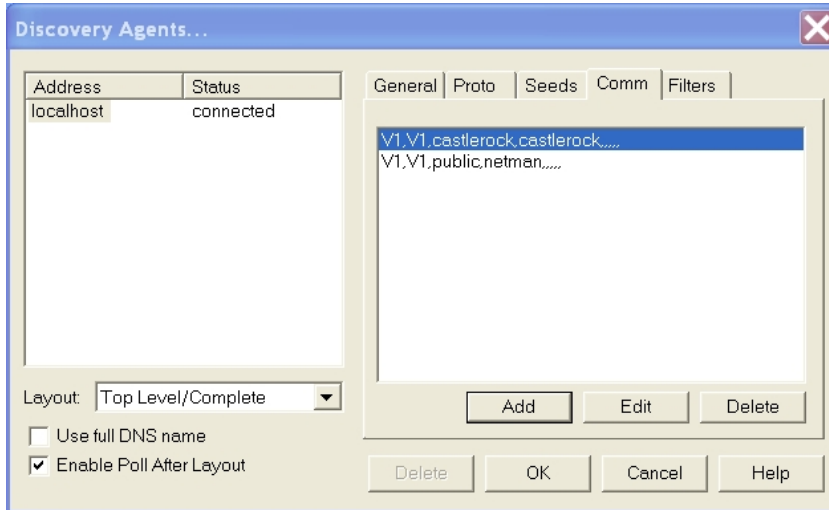 Discovery Agents...
Address Status
localhost connected
Layout: Top Level/Complete
Use full DNS name
Enable Poll After Layout
General Proto Seeds Comm Filters
V1,V1,castlerock,castlerock,,,,,
V1,V1,public,netman,,,,,
Add Edit Delete
Delete OK Cancel Help